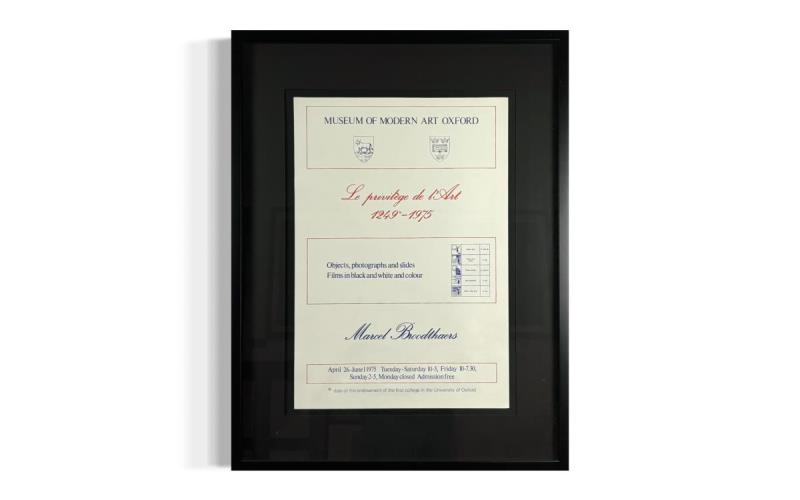 MUSEUM OF MODERN ART OXFORD
Le privilège de l'Art
1249*-1975
Objects, photographs and slides
Films in black and white and colour
Marcel Broodthaers
April 26-June 1 1975 Tuesday-Saturday 10-5, Friday 10-7.30,
Sunday 2-5, Monday closed Admission free
* date of the endowment of the first college in the University of Oxford